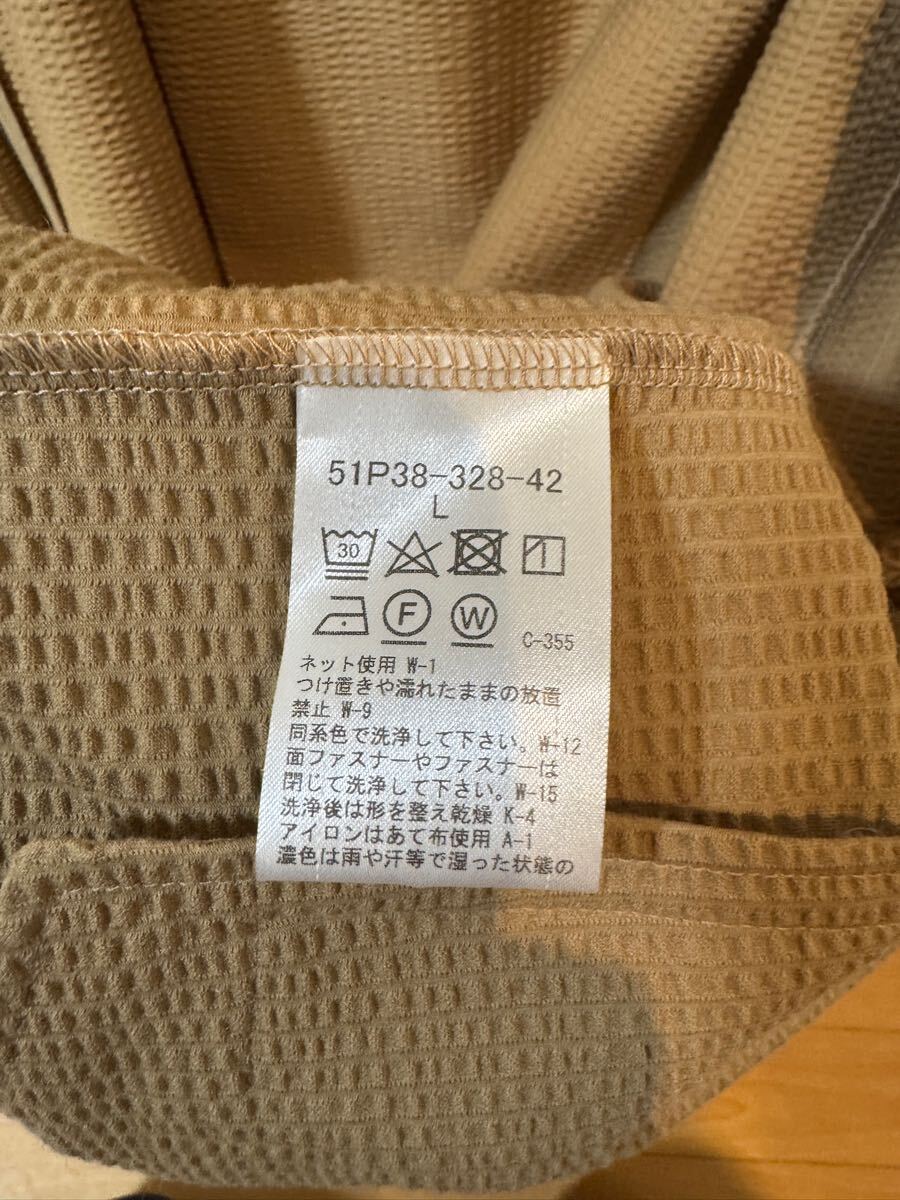 51P38-328-42
L
30
F W C-355
ネット使用 W-1
つけ置きや濡れたままの放置
禁止 W-9
同系色で洗浄して下さい。W-12
面ファスナーやファスナーは
閉じて洗浄して下さい。W-15
洗浄後は形を整え乾燥 K-4
アイロンはあて布使用 A-1
濃色は雨や汗等で湿った状態の